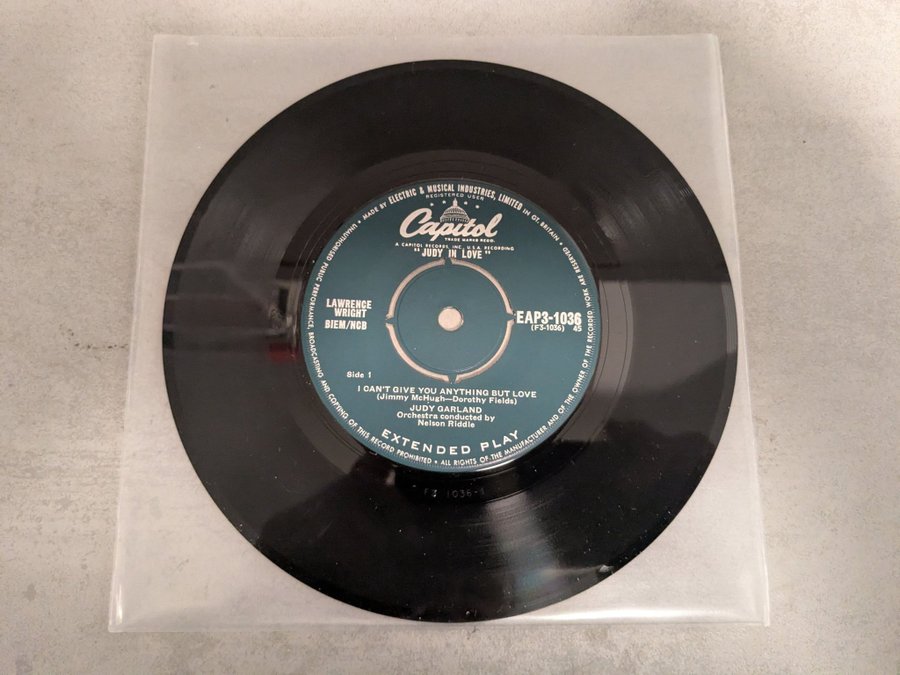 MADE BY ELECTRIC & MUSICAL INDUSTRIES, LIMITED IN GT. BRITAIN •
REGISTERED USER
Capitol
TRADE MARKS REGD.
A CAPITOL RECORDS, INC., U.S.A. RECORDING
"JUDY IN LOVE"
LAWRENCE
WRIGHT
BIEM/NCB
EAP3-1036
(F3-1036) 45
Side 1
I CAN'T GIVE YOU ANYTHING BUT LOVE
(Jimmy McHugh—Dorothy Fields)
JUDY GARLAND
Orchestra conducted by
Nelson Riddle
EXTENDED PLAY
UNAUTHORISED PUBLIC PERFORMANCE, BROADCASTING AND COPYING OF THIS RECORD PROHIBITED • ALL RIGHTS OF THE MANUFACTURER AND OF THE OWNER OF THE RECORDED WORK ARE RESERVED